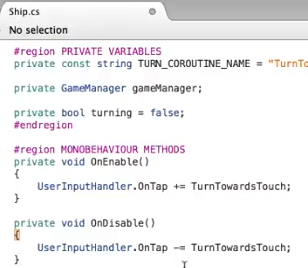 Ship.cs
No selection
#region PRIVATE VARIABLES
private const string TURN_COROUTINE_NAME = "TurnTo
private GameManager gameManager;
private bool turning = false;
#endregion
#region MONOBEHAVIOUR METHODS
private void OnEnable()
{
UserInputHandler.OnTap += TurnTowardsTouch;
}
private void OnDisable()
{
UserInputHandler.OnTap -= TurnTowardsTouch;
}